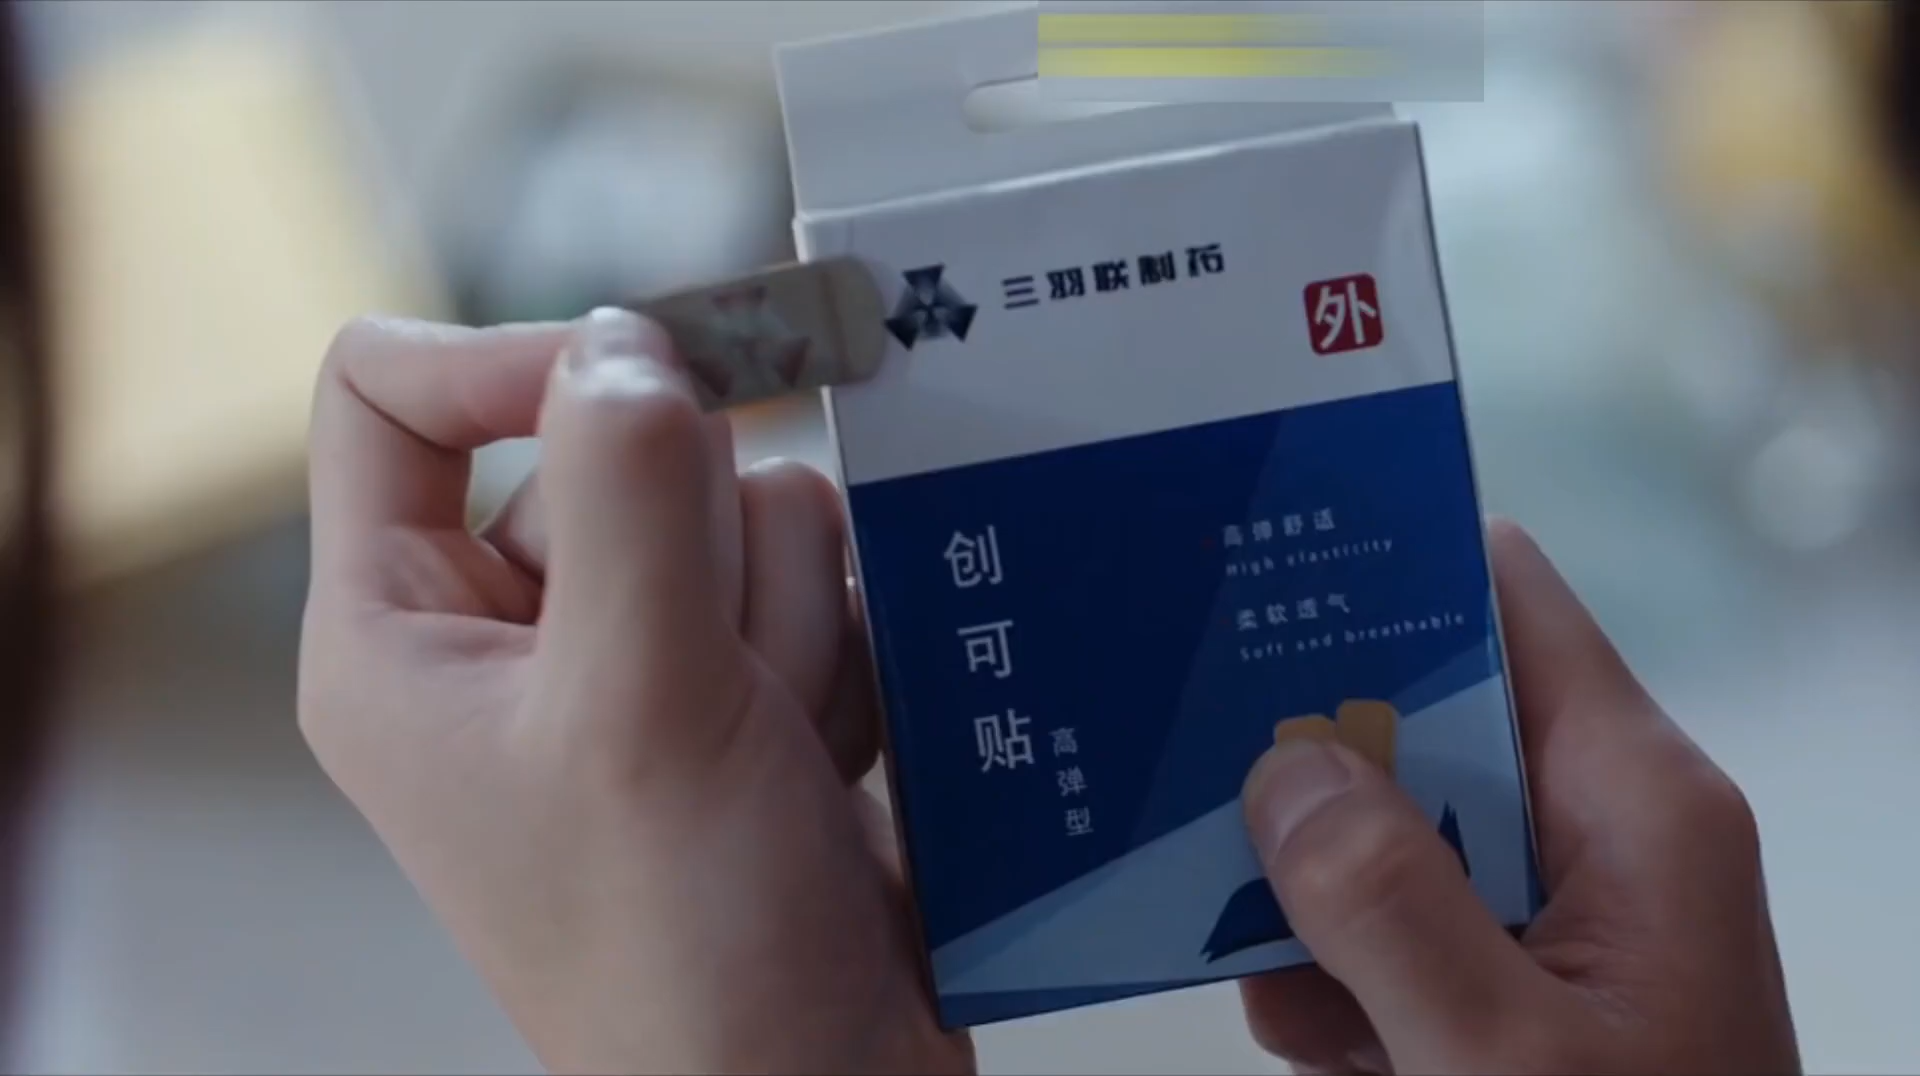 三羽联制药
外
创可贴
高弹型
高弹舒适
High elasticity
柔软透气
Soft and breathable